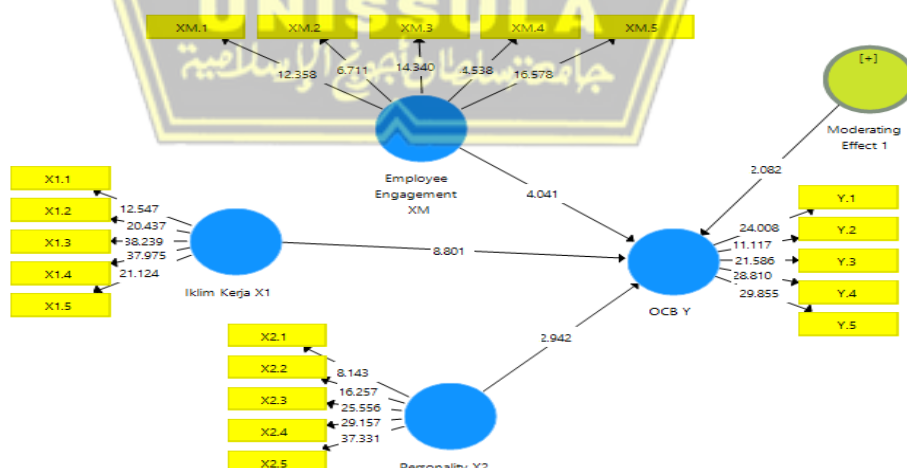 UNISSULA
جامعة سلطان أجونج الإسلامية
XM.1 XM.2 XM.3 XM.4 XM.5
12.358 6.711 14.340 4.538 16.578
[+]
Moderating
Effect 1
Employee
Engagement
XM
4.041
2.082
X1.1
X1.2
X1.3
X1.4
X1.5
12.547
20.437
38.239
37.975
21.124
Iklim Kerja X1
8.801
OCB Y
Y.1
Y.2
Y.3
Y.4
Y.5
24.008
11.117
21.586
28.810
29.855
2.942
X2.1
X2.2
X2.3
X2.4
X2.5
8.143
16.257
25.556
29.157
37.331
Personality X2